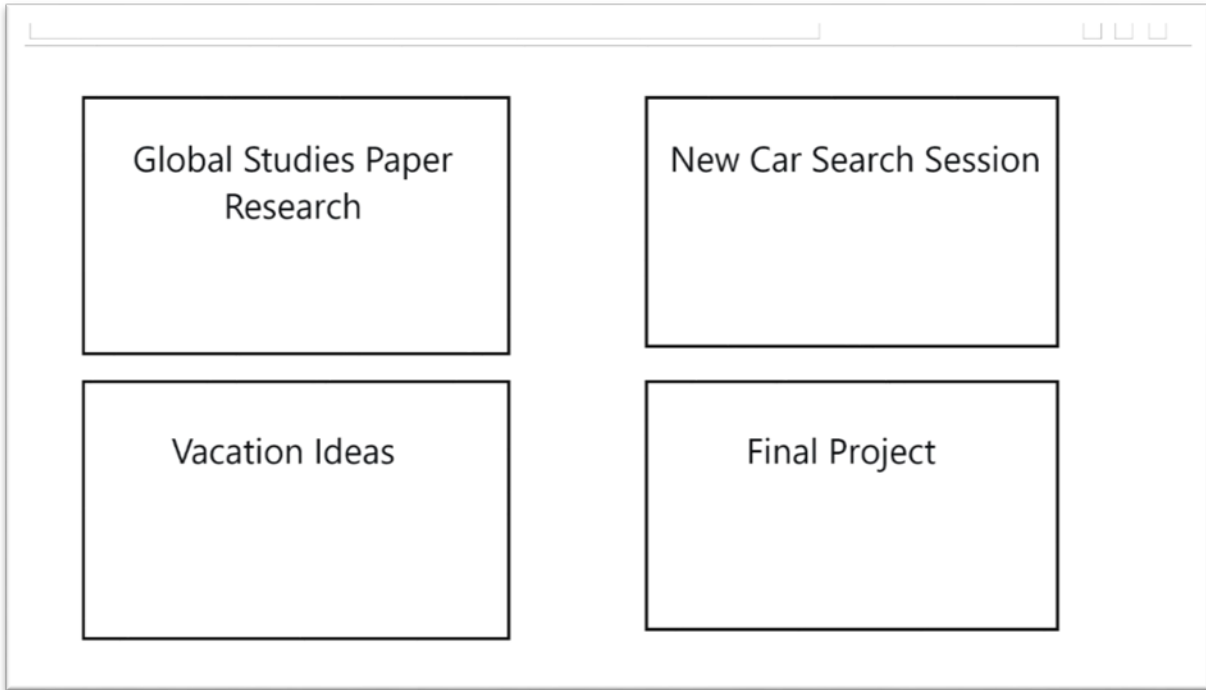 Global Studies Paper
Research
New Car Search Session
Vacation Ideas
Final Project